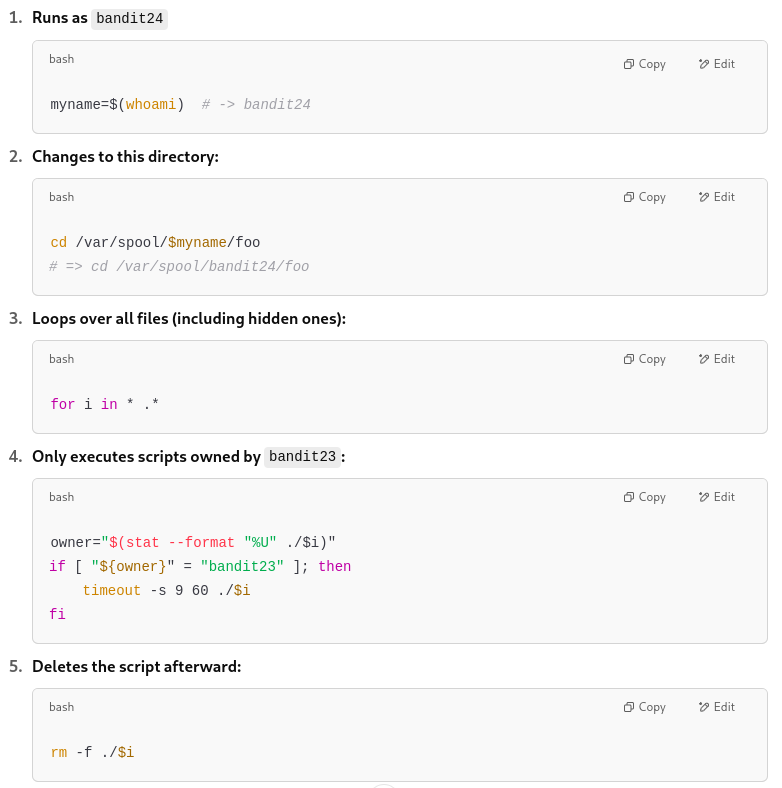 1. Runs as bandit24
bash
Copy
Edit
myname=$(whoami)  # -> bandit24
2. Changes to this directory:
bash
Copy
Edit
cd /var/spool/$myname/foo
# => cd /var/spool/bandit24/foo
3. Loops over all files (including hidden ones):
bash
Copy
Edit
for i in * .*
4. Only executes scripts owned by bandit23:
bash
Copy
Edit
owner="$(stat --format "%U" ./$i)"
if [ "${owner}" = "bandit23" ]; then
    timeout -s 9 60 ./$i
fi
5. Deletes the script afterward:
bash
Copy
Edit
rm -f ./$i